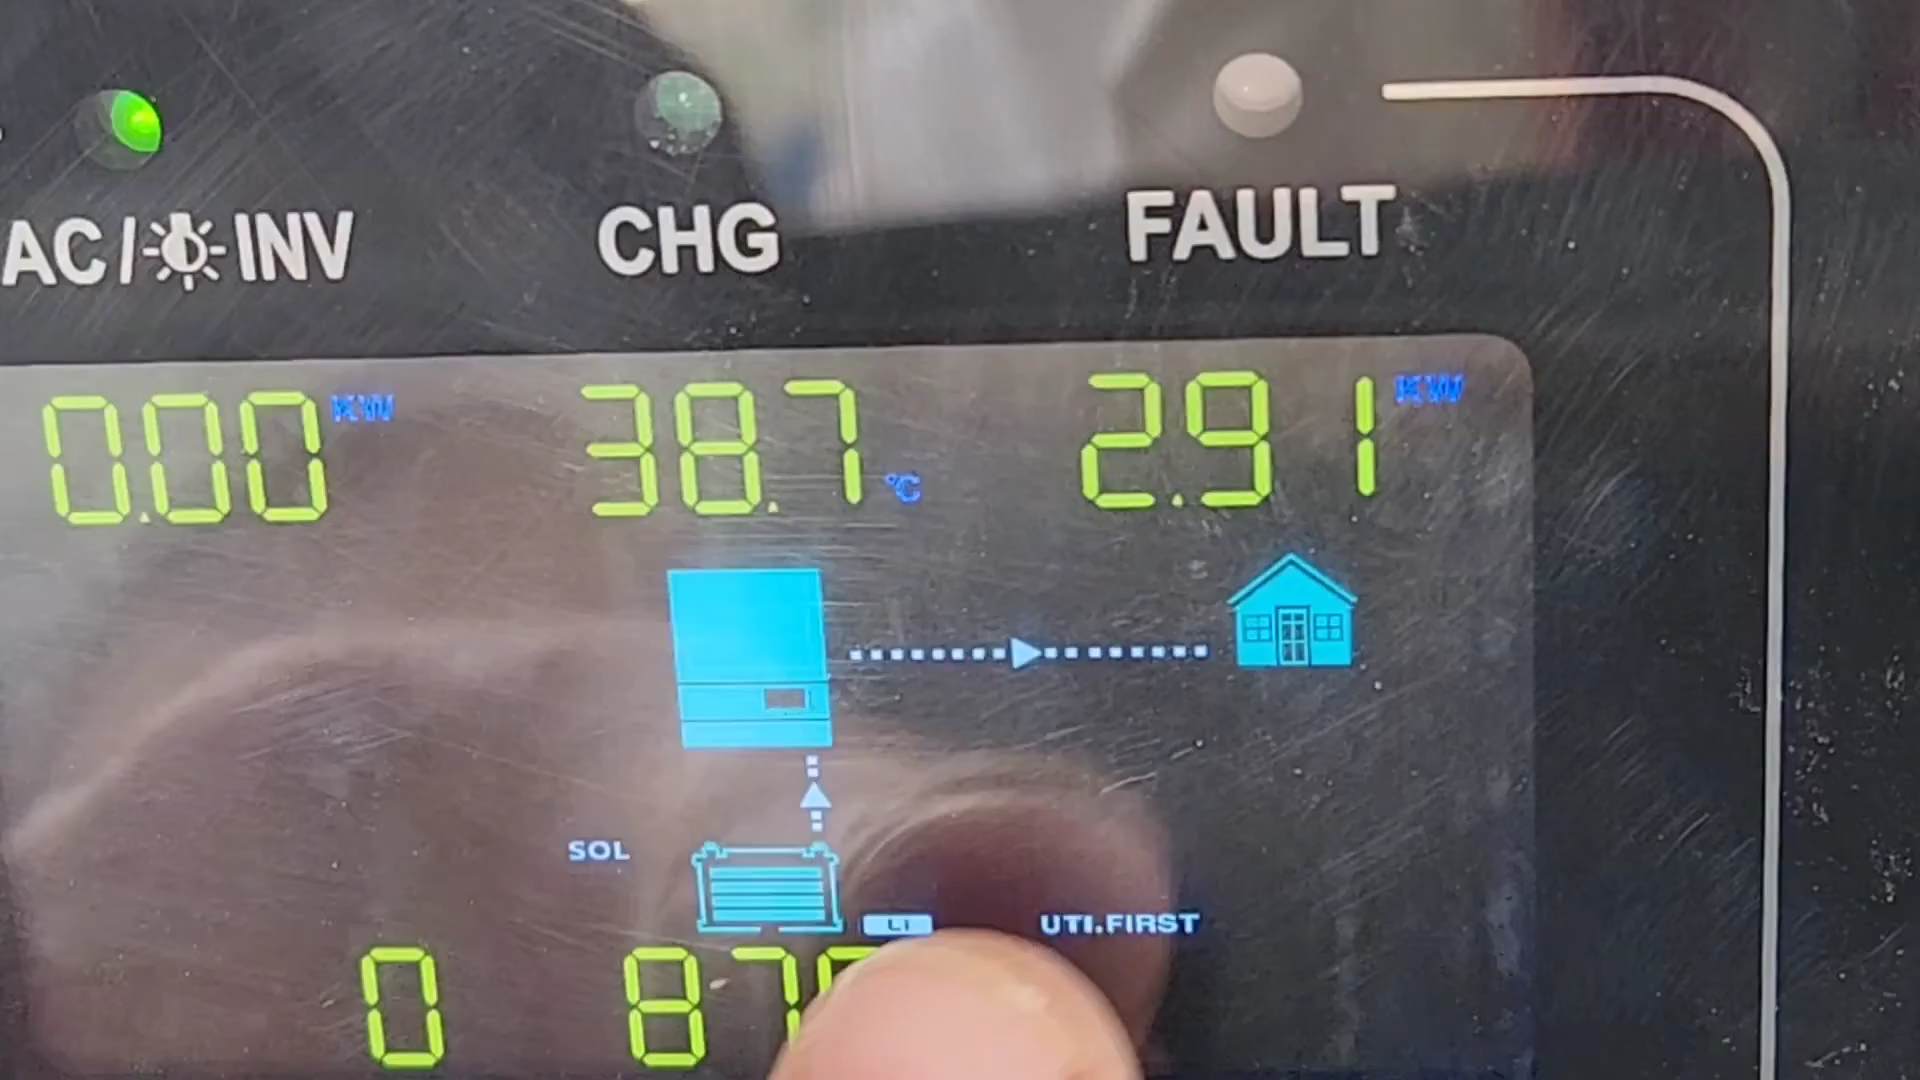 AC/ INV CHG FAULT
0.00 KW 38.7 °C 2.91 KW
SOL
LI UTI.FIRST
0 87